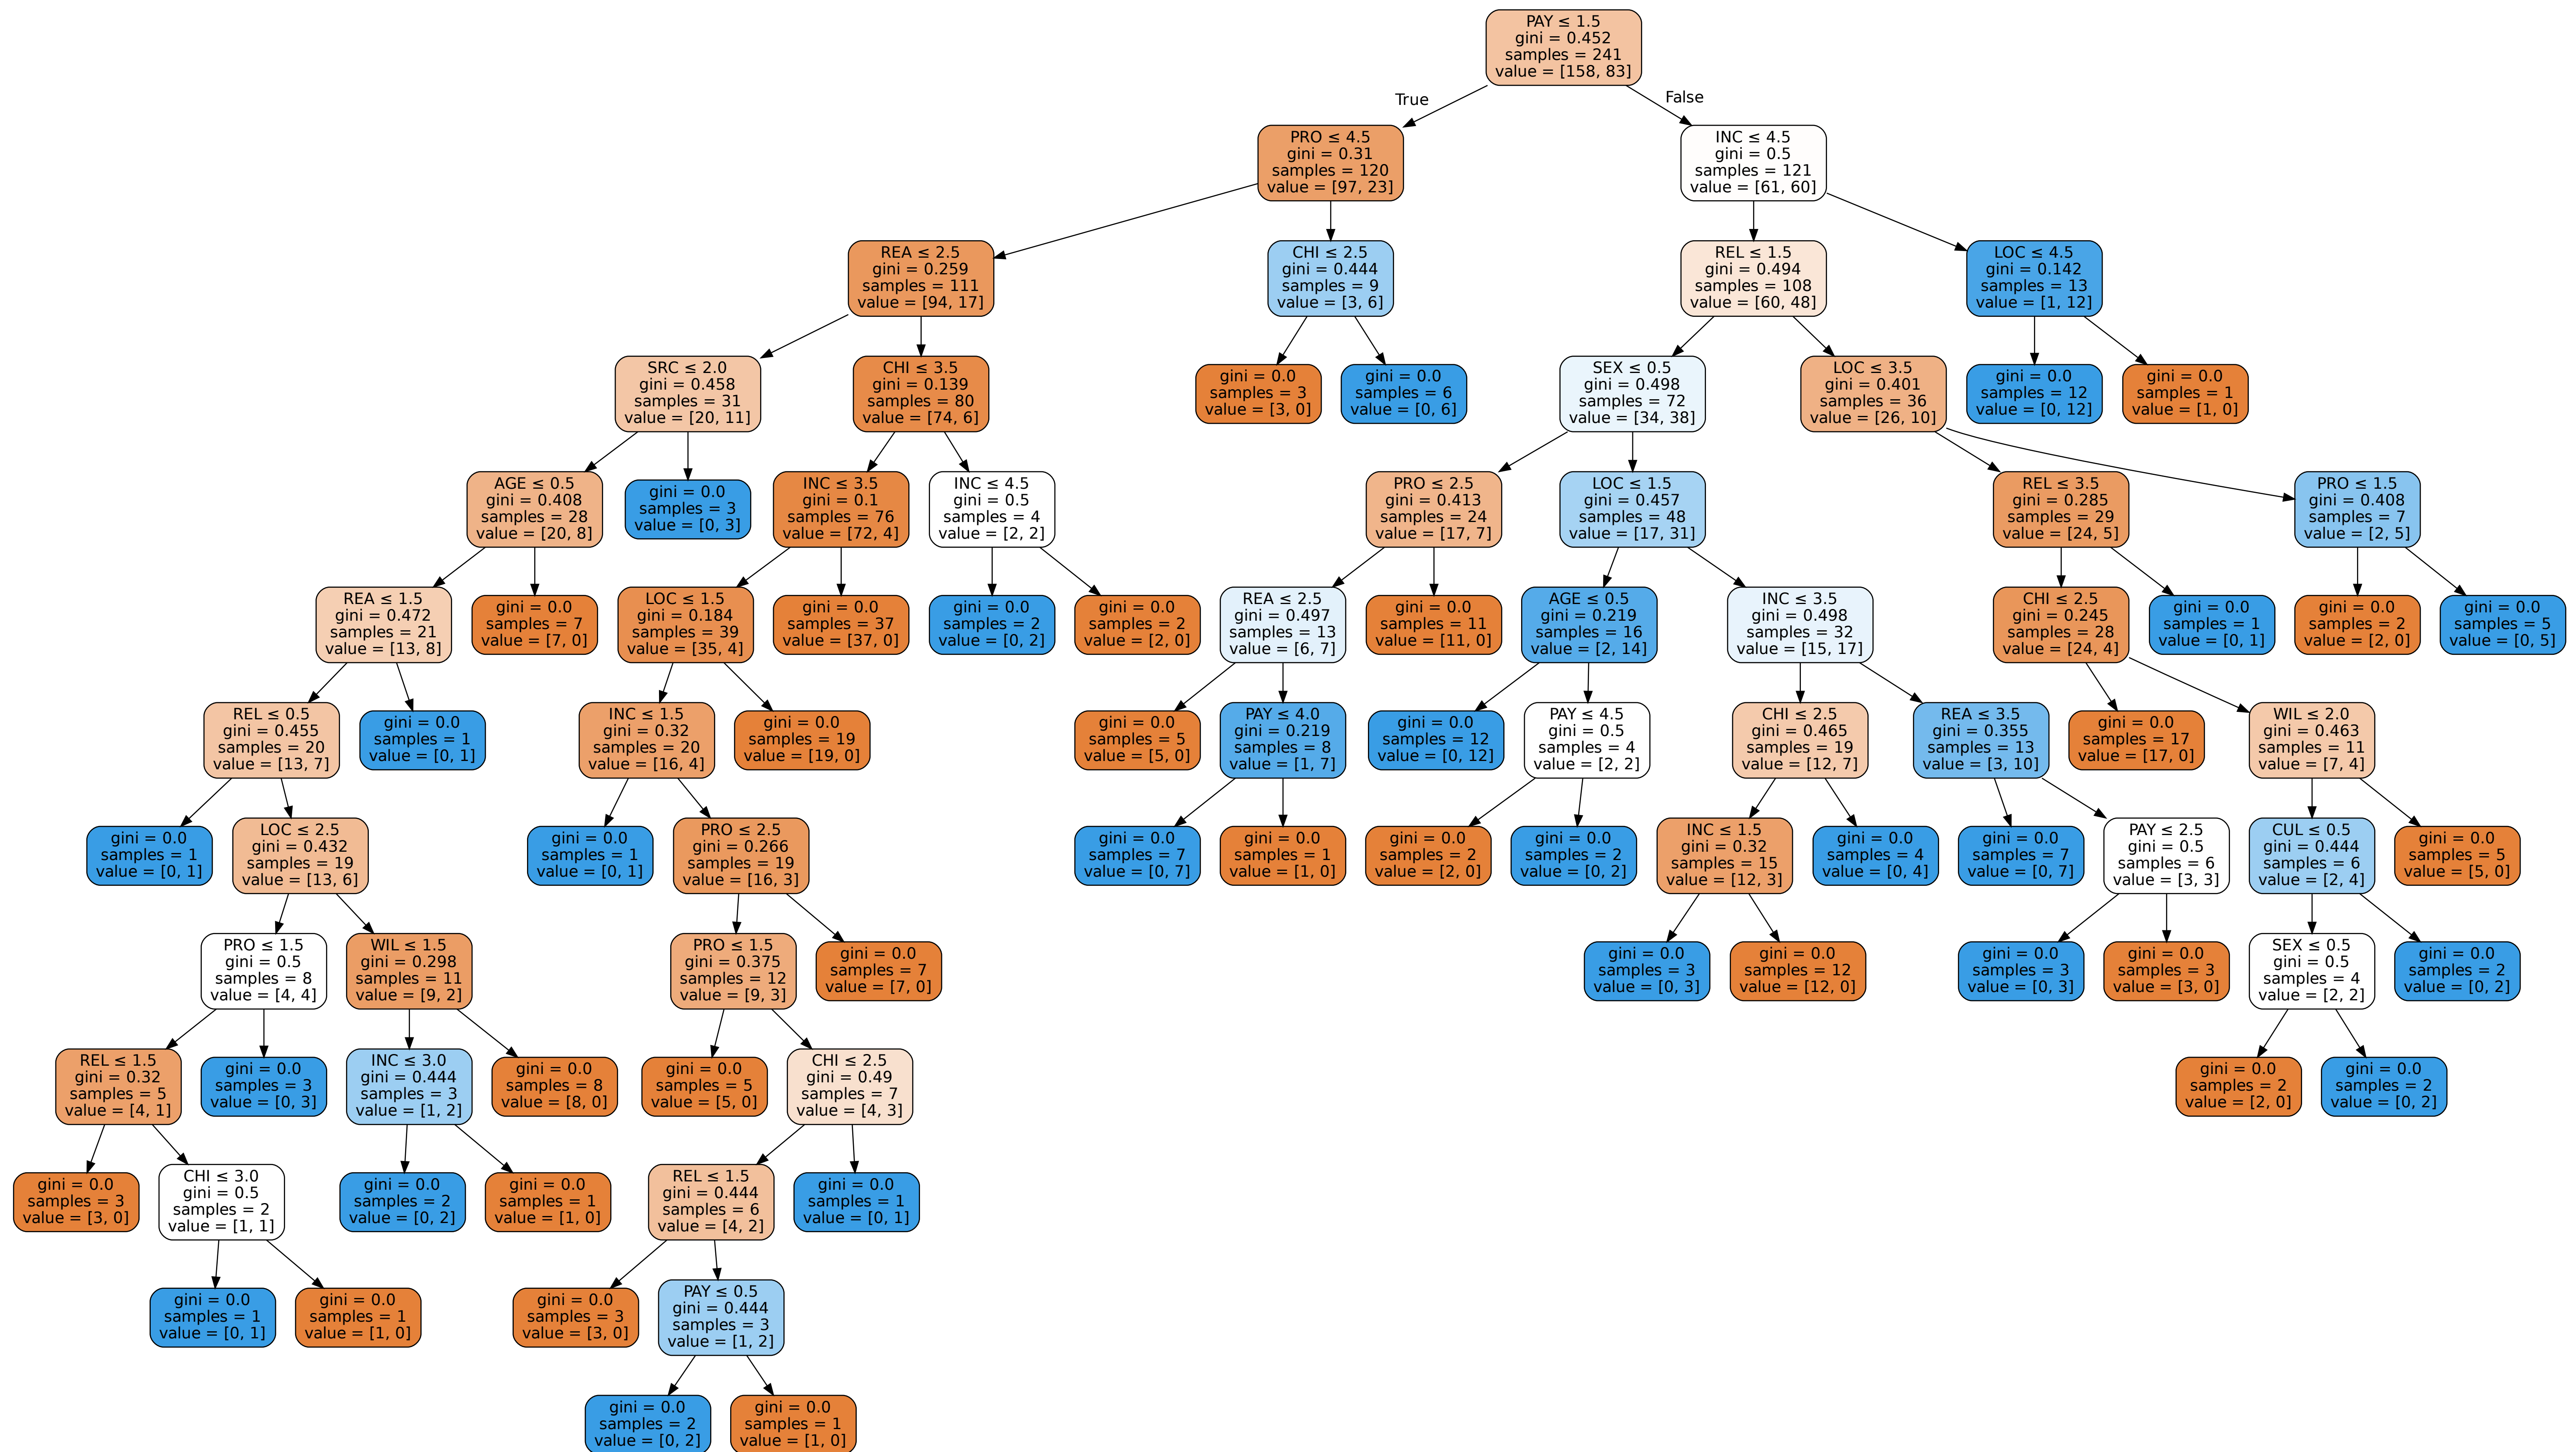 PAY ≤ 1.5
gini = 0.452
samples = 241
value = [158, 83]
True
False
PRO ≤ 4.5
gini = 0.31
samples = 120
value = [97, 23]
INC ≤ 4.5
gini = 0.5
samples = 121
value = [61, 60]
REA ≤ 2.5
gini = 0.259
samples = 111
value = [94, 17]
CHI ≤ 2.5
gini = 0.444
samples = 9
value = [3, 6]
REL ≤ 1.5
gini = 0.494
samples = 108
value = [60, 48]
LOC ≤ 4.5
gini = 0.142
samples = 13
value = [1, 12]
SRC ≤ 2.0
gini = 0.458
samples = 31
value = [20, 11]
CHI ≤ 3.5
gini = 0.139
samples = 80
value = [74, 6]
gini = 0.0
samples = 3
value = [3, 0]
gini = 0.0
samples = 6
value = [0, 6]
SEX ≤ 0.5
gini = 0.498
samples = 72
value = [34, 38]
LOC ≤ 3.5
gini = 0.401
samples = 36
value = [26, 10]
gini = 0.0
samples = 12
value = [0, 12]
gini = 0.0
samples = 1
value = [1, 0]
AGE ≤ 0.5
gini = 0.408
samples = 28
value = [20, 8]
gini = 0.0
samples = 3
value = [0, 3]
INC ≤ 3.5
gini = 0.1
samples = 76
value = [72, 4]
INC ≤ 4.5
gini = 0.5
samples = 4
value = [2, 2]
PRO ≤ 2.5
gini = 0.413
samples = 24
value = [17, 7]
LOC ≤ 1.5
gini = 0.457
samples = 48
value = [17, 31]
REL ≤ 3.5
gini = 0.285
samples = 29
value = [24, 5]
PRO ≤ 1.5
gini = 0.408
samples = 7
value = [2, 5]
REA ≤ 1.5
gini = 0.472
samples = 21
value = [13, 8]
gini = 0.0
samples = 7
value = [7, 0]
LOC ≤ 1.5
gini = 0.184
samples = 39
value = [35, 4]
gini = 0.0
samples = 37
value = [37, 0]
gini = 0.0
samples = 2
value = [0, 2]
gini = 0.0
samples = 2
value = [2, 0]
REA ≤ 2.5
gini = 0.497
samples = 13
value = [6, 7]
gini = 0.0
samples = 11
value = [11, 0]
AGE ≤ 0.5
gini = 0.219
samples = 16
value = [2, 14]
INC ≤ 3.5
gini = 0.498
samples = 32
value = [15, 17]
CHI ≤ 2.5
gini = 0.245
samples = 28
value = [24, 4]
gini = 0.0
samples = 1
value = [0, 1]
gini = 0.0
samples = 2
value = [2, 0]
gini = 0.0
samples = 5
value = [0, 5]
REL ≤ 0.5
gini = 0.455
samples = 20
value = [13, 7]
gini = 0.0
samples = 1
value = [0, 1]
INC ≤ 1.5
gini = 0.32
samples = 20
value = [16, 4]
gini = 0.0
samples = 19
value = [19, 0]
gini = 0.0
samples = 5
value = [5, 0]
PAY ≤ 4.0
gini = 0.219
samples = 8
value = [1, 7]
gini = 0.0
samples = 12
value = [0, 12]
PAY ≤ 4.5
gini = 0.5
samples = 4
value = [2, 2]
CHI ≤ 2.5
gini = 0.465
samples = 19
value = [12, 7]
REA ≤ 3.5
gini = 0.355
samples = 13
value = [3, 10]
gini = 0.0
samples = 17
value = [17, 0]
WIL ≤ 2.0
gini = 0.463
samples = 11
value = [7, 4]
gini = 0.0
samples = 1
value = [0, 1]
LOC ≤ 2.5
gini = 0.432
samples = 19
value = [13, 6]
gini = 0.0
samples = 1
value = [0, 1]
PRO ≤ 2.5
gini = 0.266
samples = 19
value = [16, 3]
gini = 0.0
samples = 7
value = [0, 7]
gini = 0.0
samples = 1
value = [1, 0]
gini = 0.0
samples = 2
value = [2, 0]
gini = 0.0
samples = 2
value = [0, 2]
INC ≤ 1.5
gini = 0.32
samples = 15
value = [12, 3]
gini = 0.0
samples = 4
value = [0, 4]
gini = 0.0
samples = 7
value = [0, 7]
PAY ≤ 2.5
gini = 0.5
samples = 6
value = [3, 3]
CUL ≤ 0.5
gini = 0.444
samples = 6
value = [2, 4]
gini = 0.0
samples = 5
value = [5, 0]
PRO ≤ 1.5
gini = 0.5
samples = 8
value = [4, 4]
WIL ≤ 1.5
gini = 0.298
samples = 11
value = [9, 2]
PRO ≤ 1.5
gini = 0.375
samples = 12
value = [9, 3]
gini = 0.0
samples = 7
value = [7, 0]
gini = 0.0
samples = 3
value = [0, 3]
gini = 0.0
samples = 12
value = [12, 0]
gini = 0.0
samples = 3
value = [0, 3]
gini = 0.0
samples = 3
value = [3, 0]
SEX ≤ 0.5
gini = 0.5
samples = 4
value = [2, 2]
gini = 0.0
samples = 2
value = [0, 2]
REL ≤ 1.5
gini = 0.32
samples = 5
value = [4, 1]
gini = 0.0
samples = 3
value = [0, 3]
INC ≤ 3.0
gini = 0.444
samples = 3
value = [1, 2]
gini = 0.0
samples = 8
value = [8, 0]
gini = 0.0
samples = 5
value = [5, 0]
CHI ≤ 2.5
gini = 0.49
samples = 7
value = [4, 3]
gini = 0.0
samples = 2
value = [2, 0]
gini = 0.0
samples = 2
value = [0, 2]
gini = 0.0
samples = 3
value = [3, 0]
CHI ≤ 3.0
gini = 0.5
samples = 2
value = [1, 1]
gini = 0.0
samples = 2
value = [0, 2]
gini = 0.0
samples = 1
value = [1, 0]
REL ≤ 1.5
gini = 0.444
samples = 6
value = [4, 2]
gini = 0.0
samples = 1
value = [0, 1]
gini = 0.0
samples = 1
value = [0, 1]
gini = 0.0
samples = 1
value = [1, 0]
gini = 0.0
samples = 3
value = [3, 0]
PAY ≤ 0.5
gini = 0.444
samples = 3
value = [1, 2]
gini = 0.0
samples = 2
value = [0, 2]
gini = 0.0
samples = 1
value = [1, 0]